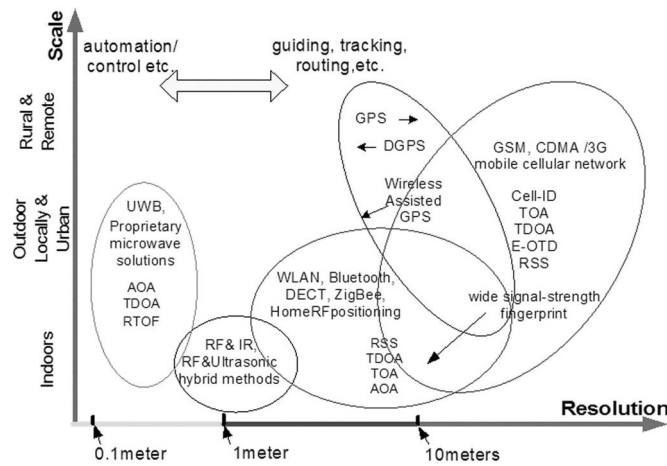 Scale
automation/
control etc.
guiding, tracking,
routing,etc.
Rural &
Remote
Outdoor
Locally &
Urban
Indoors
GPS
DGPS
Wireless
Assisted
GPS
GSM, CDMA /3G
mobile cellular network
Cell-ID
TOA
TDOA
E-OTD
RSS
UWB,
Proprietary
microwave
solutions
AOA
TDOA
RTOF
WLAN, Bluetooth,
DECT, ZigBee,
HomeRFpositioning
RSS
TDOA
TOA
AOA
wide signal-strength
fingerprint
RF& IR,
RF&Ultrasonic
hybrid methods
Resolution
0.1meter
1meter
10meters